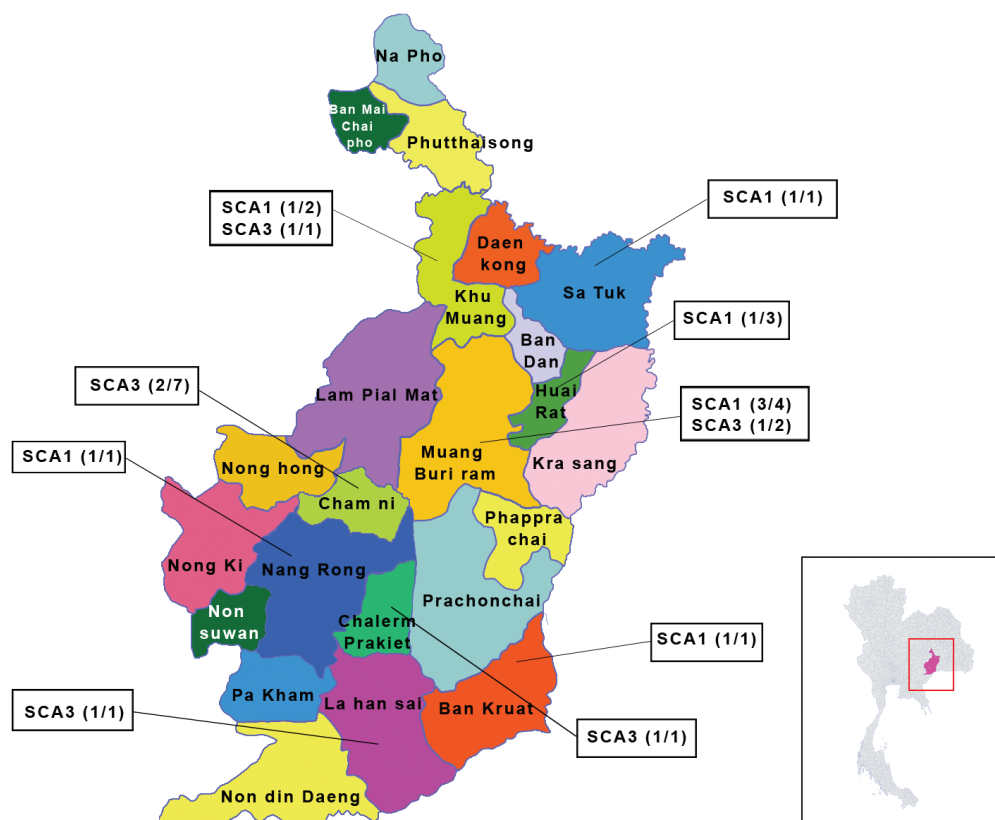 Na Pho
Ban Mai
Chai
pho
Phutthaisong
SCA1 (1/2)
SCA3 (1/1)
SCA1 (1/1)
Daen
kong
Sa Tuk
Khu
Muang
SCA1 (1/3)
Ban
Dan
SCA3 (2/7)
Lam Pial Mat
Huai
Rat
SCA1 (3/4)
SCA3 (1/2)
SCA1 (1/1)
Muang
Buri ram
Nong hong
Kra sang
Cham ni
Phappra
chai
Nong Ki
Nang Rong
Prachonchai
Non
suwan
Chalerm
Prakiet
SCA1 (1/1)
Pa Kham
La han sai
Ban Kruat
SCA3 (1/1)
SCA3 (1/1)
Non din Daeng